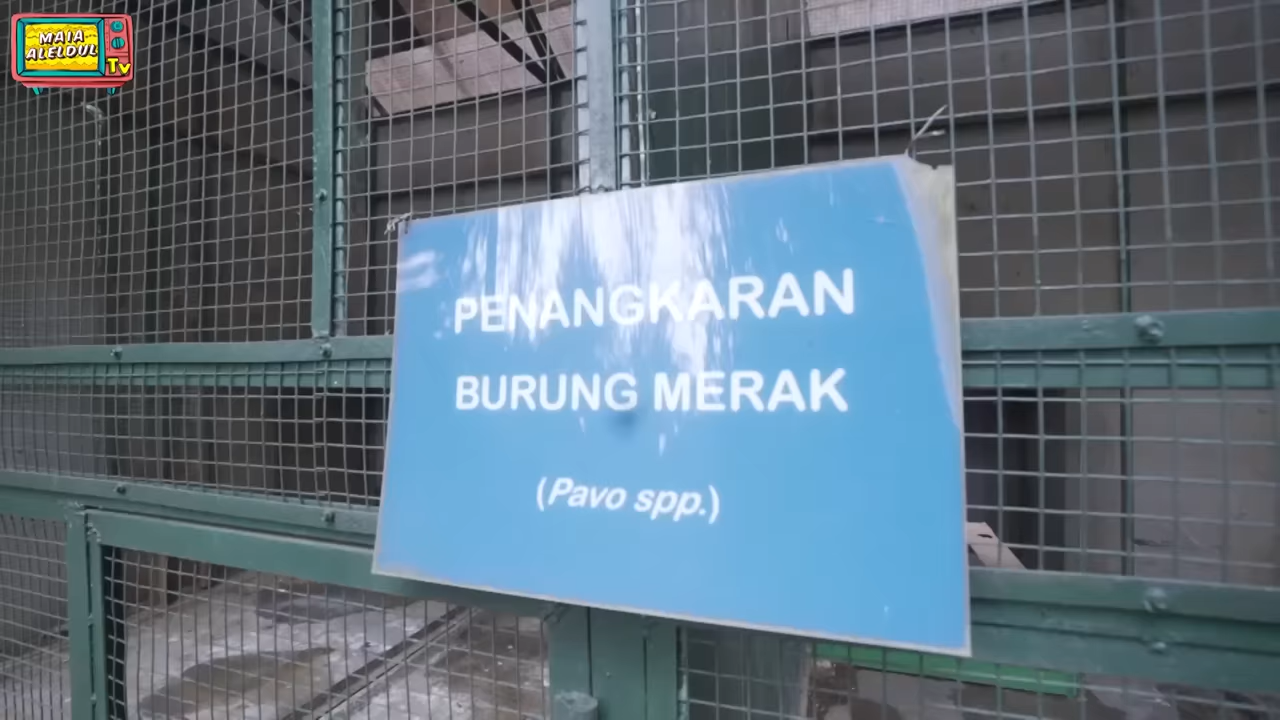 MAIA
ALELDUL
TV
PENANGKARAN
BURUNG MERAK
(Pavo spp.)